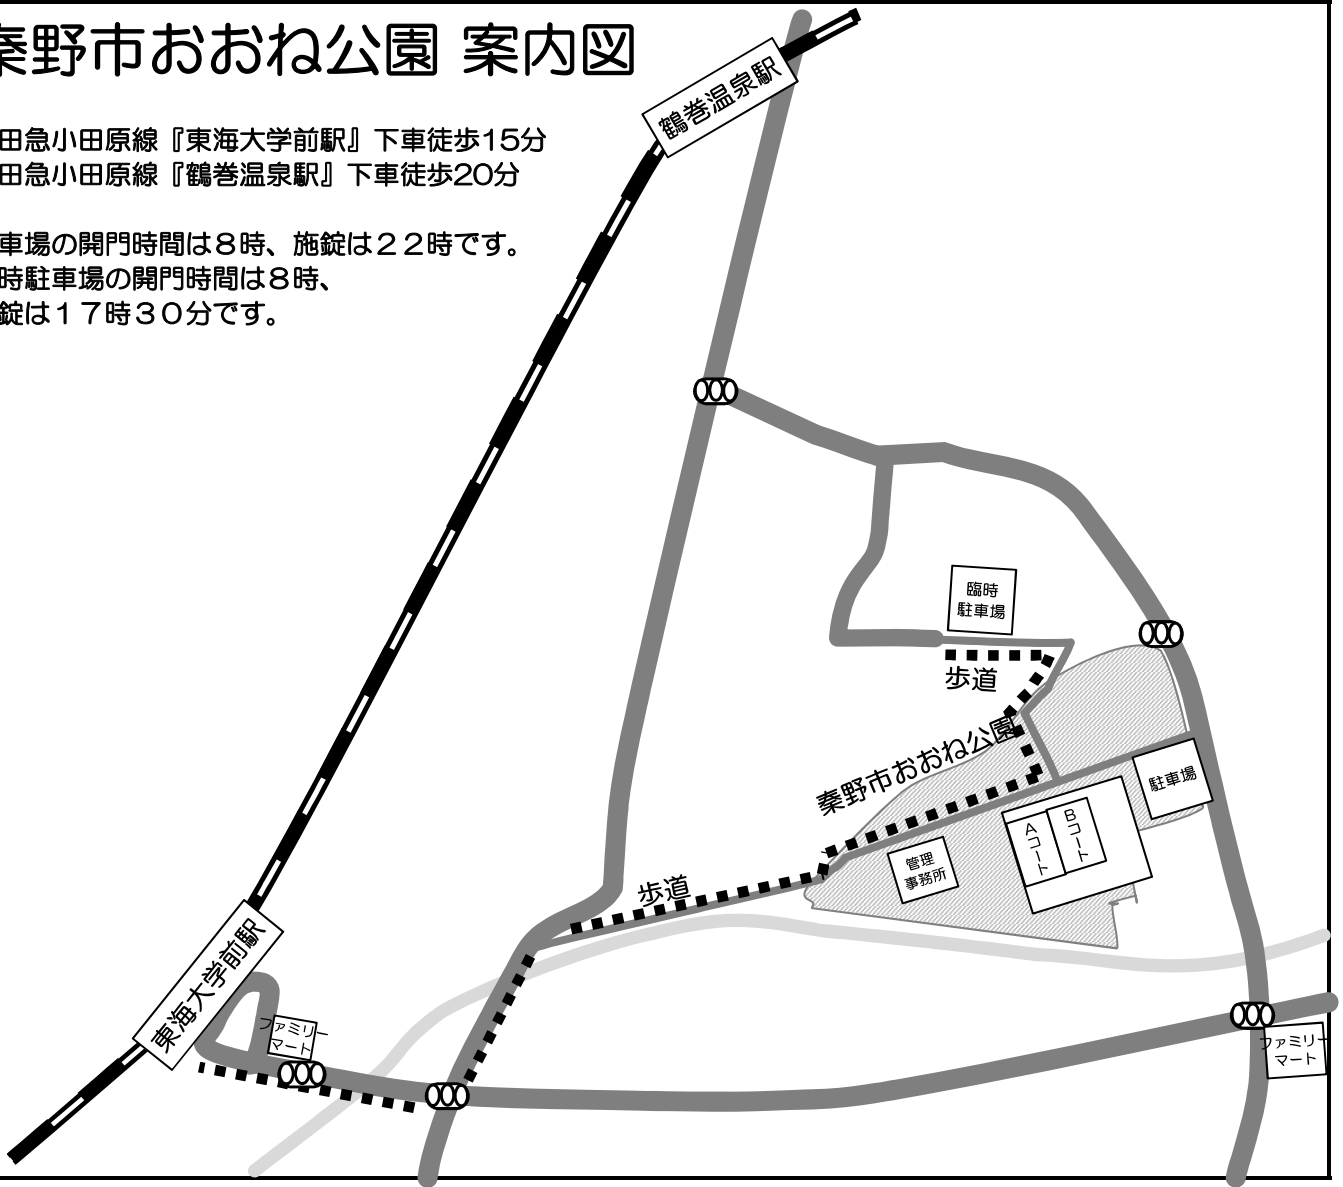 秦野市おおね公園 案内図
田急小田原線『東海大学前駅』下車徒歩15分
田急小田原線『鶴巻温泉駅』下車徒歩20分
車場の開門時間は８時、施錠は２２時です。
時駐車場の開門時間は８時、
錠は１７時３０分です。
鶴巻温泉駅
臨時
駐車場
歩道
秦野市おおね公園
駐車場
Aコート
Bコート
管理
事務所
歩道
東海大学前駅
ファミリー
マート
ファミリー
マート